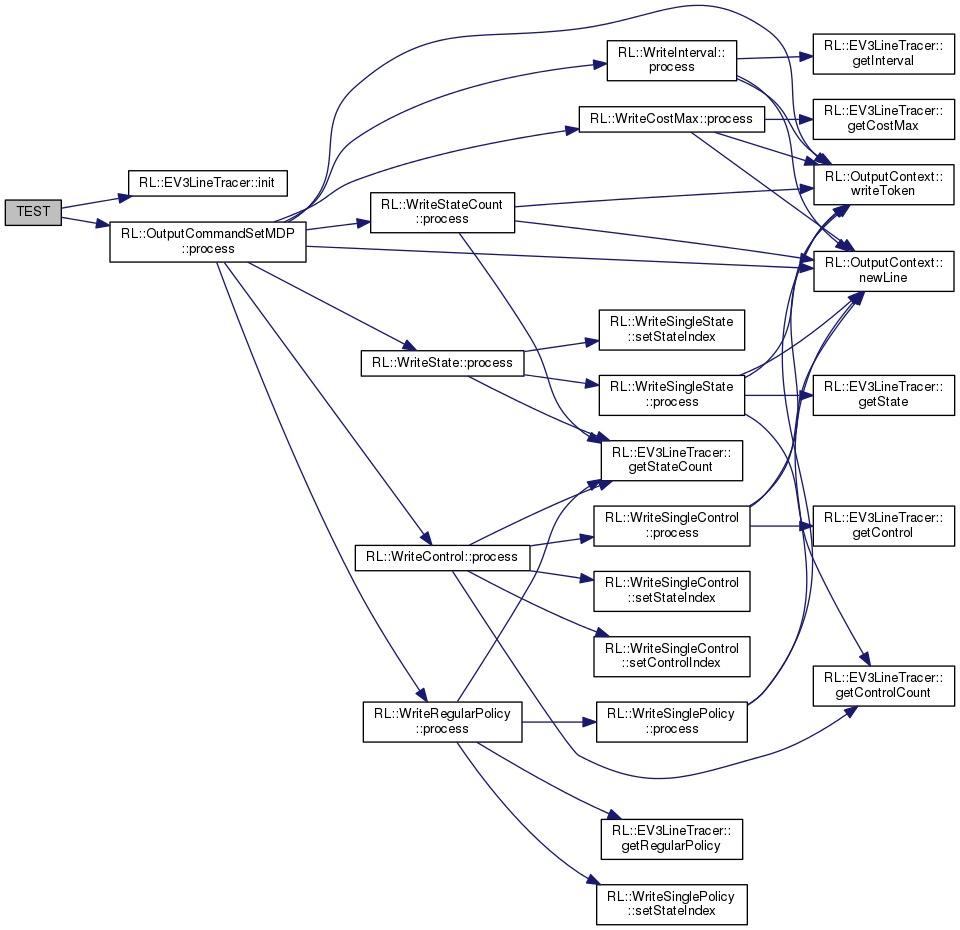 TEST
RL::EV3LineTracer::init
RL::OutputCommandSetMDP
::process
RL::WriteStateCount
::process
RL::WriteState::process
RL::WriteControl::process
RL::WriteRegularPolicy
::process
RL::WriteInterval::
process
RL::WriteCostMax::process
RL::WriteSingleState
::setStateIndex
RL::WriteSingleState
::process
RL::EV3LineTracer::
getStateCount
RL::WriteSingleControl
::process
RL::WriteSingleControl
::setStateIndex
RL::WriteSingleControl
::setControlIndex
RL::WriteSinglePolicy
::process
RL::EV3LineTracer::
getRegularPolicy
RL::WriteSinglePolicy
::setStateIndex
RL::EV3LineTracer::
getInterval
RL::EV3LineTracer::
getCostMax
RL::OutputContext::
writeToken
RL::OutputContext::
newLine
RL::EV3LineTracer::
getState
RL::EV3LineTracer::
getControl
RL::EV3LineTracer::
getControlCount